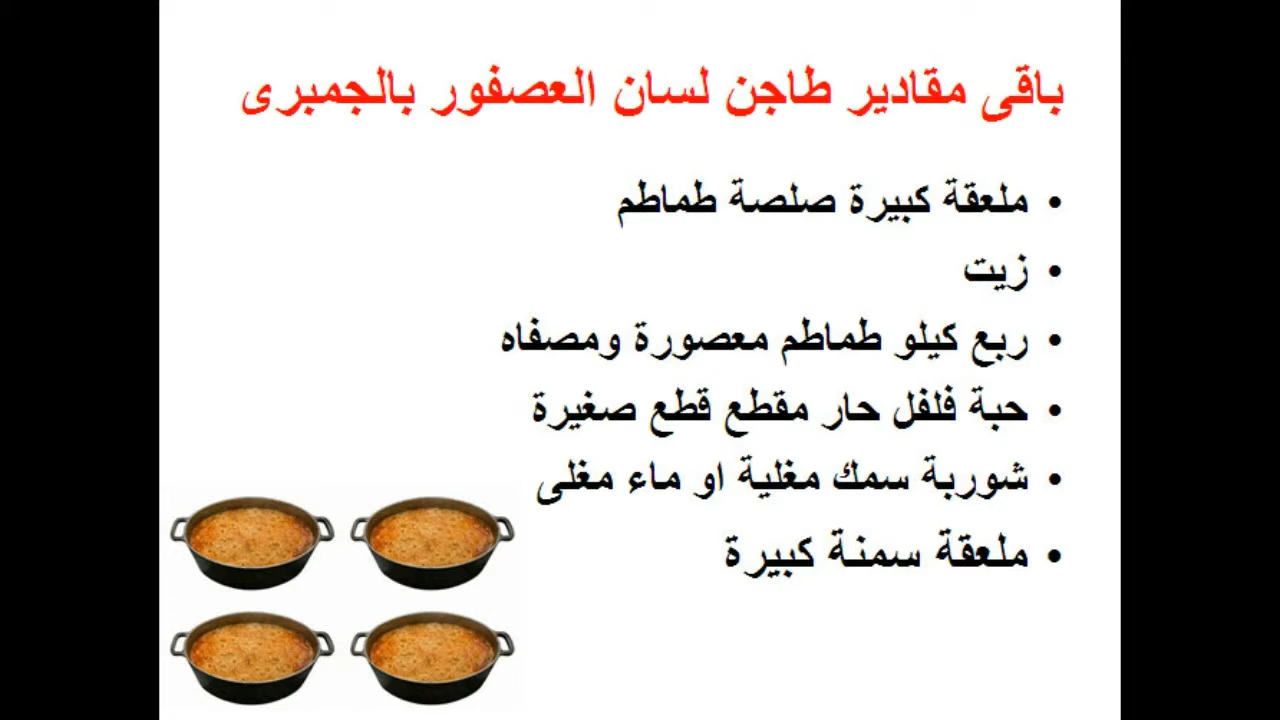 باقى مقادير طاجن لسان العصفور بالجمبرى
• ملعقة كبيرة صلصة طماطم
• زيت
• ربع كيلو طماطم معصورة ومصفاه
• حبة فلفل حار مقطع قطع صغيرة
• شوربة سمك مغلية او ماء مغلى
• ملعقة سمنة كبيرة